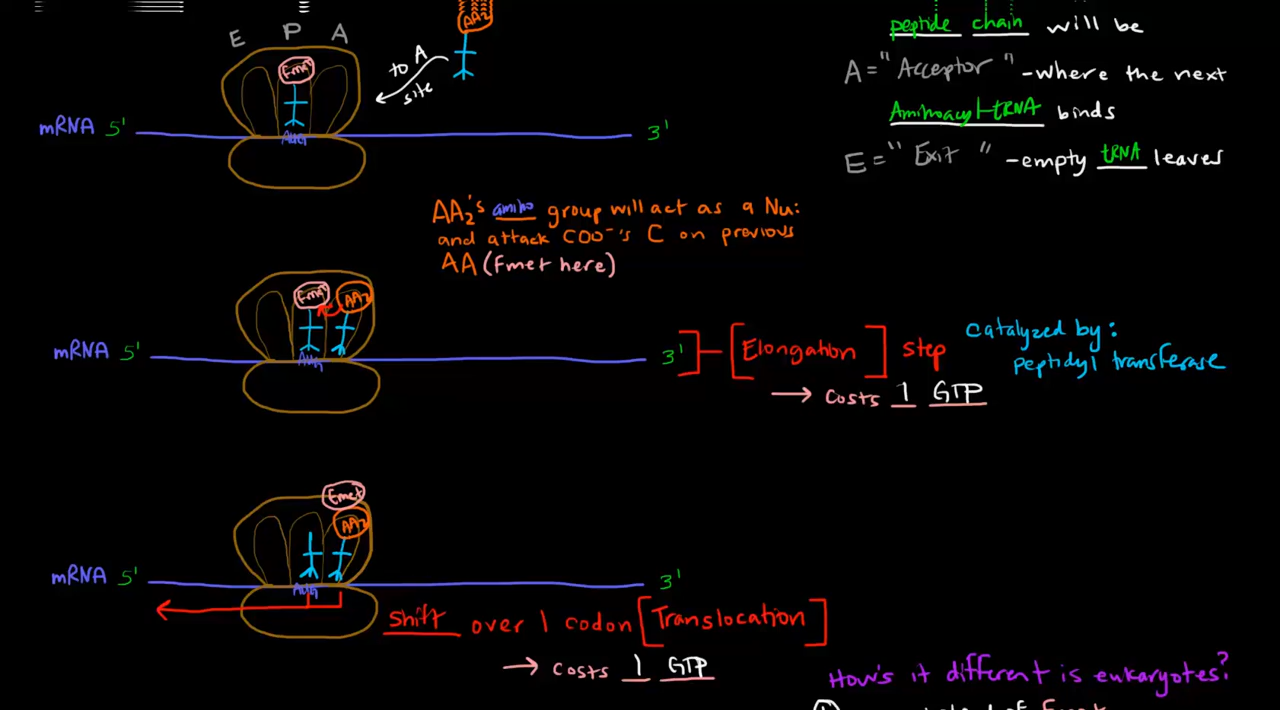 AA2
peptide chain will be
E P A
A="Acceptor" -where the next
to A
site
Fmet
Aminoacyl-tRNA binds
AUG
mRNA 5' 3'
E="Exit" -empty tRNA leaves
AA2's amino group will act as a Nu:
and attack COO-'s C on previous
AA (Fmet here)
Fmet AA2
AUG
mRNA 5' 3'
[Elongation] step
catalyzed by:
peptidyl transferase
→ costs 1 GTP
Fmet
AA2
AUG
mRNA 5' 3'
Shift over 1 codon [Translocation]
→ costs 1 GTP
How's it different is eukaryotes?